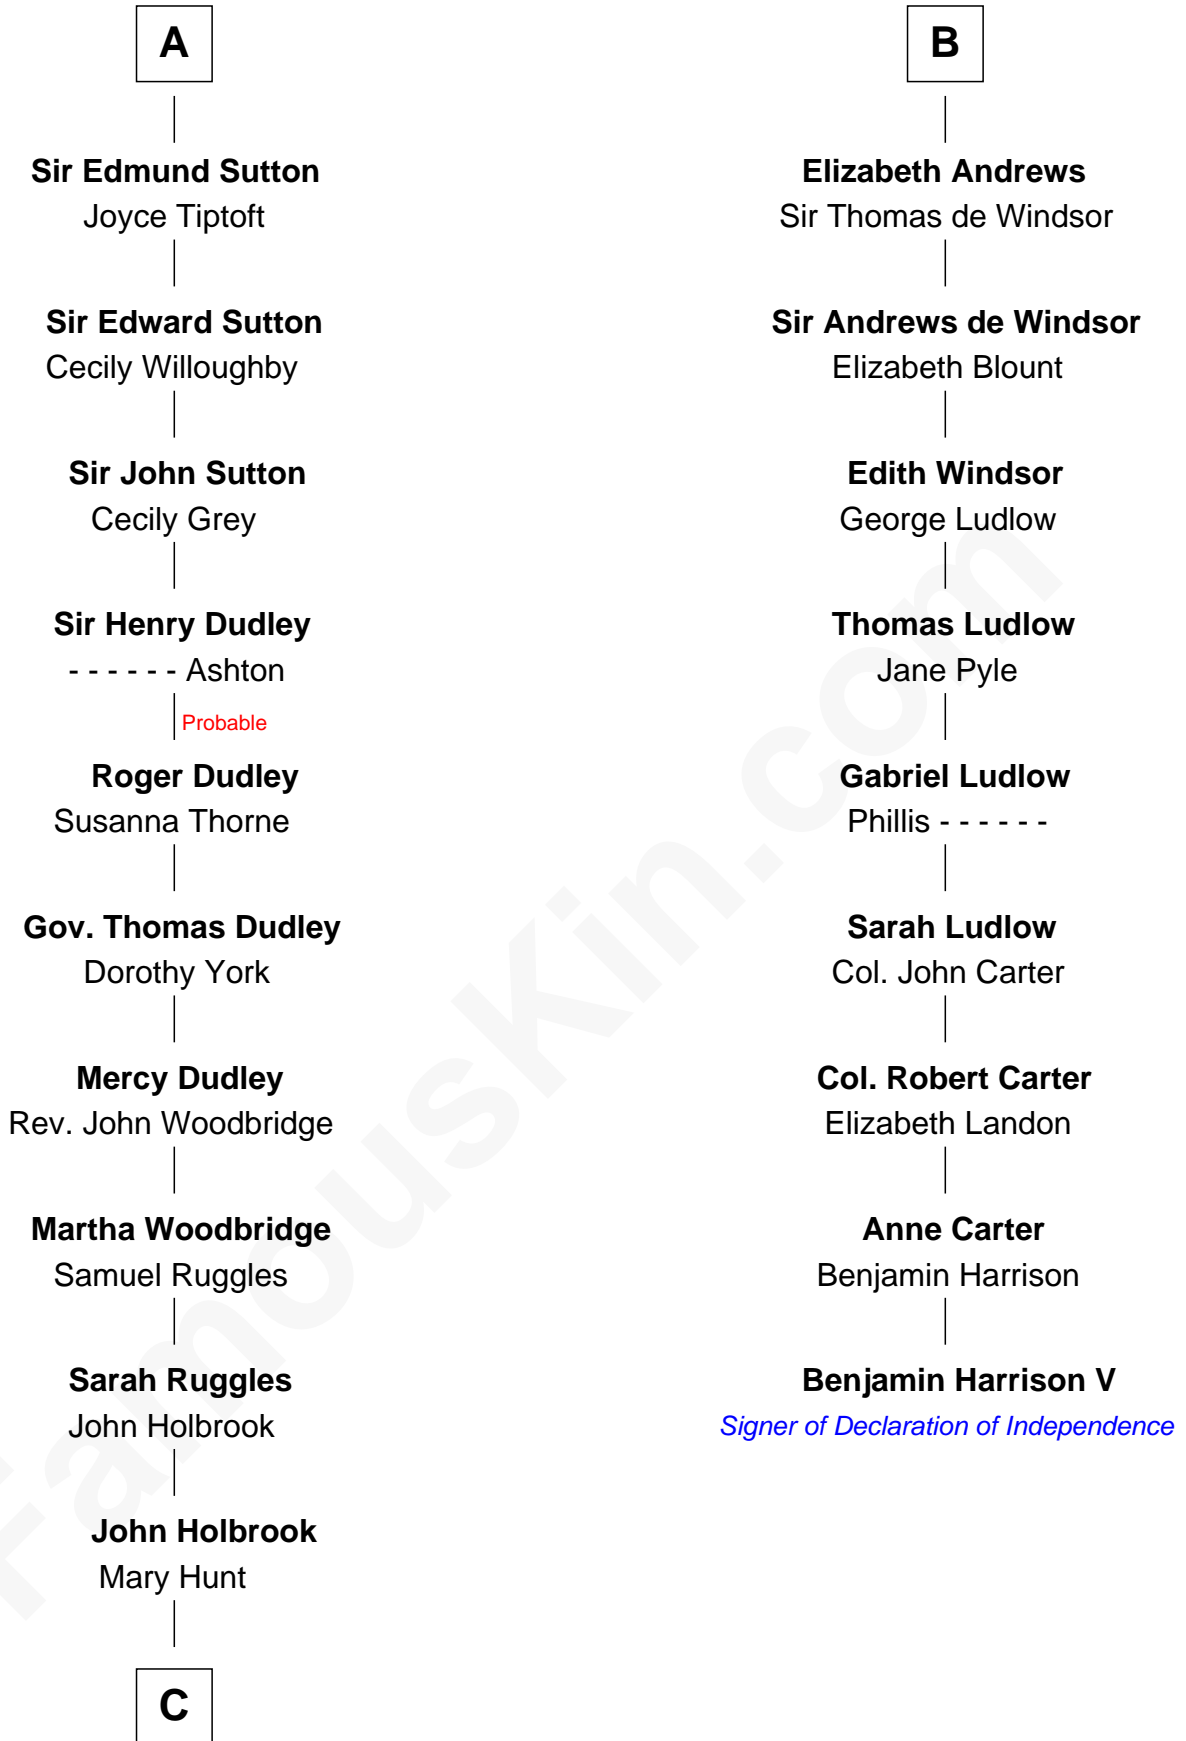 A
Sir Edmund Sutton
Joyce Tiptoft
Sir Edward Sutton
Cecily Willoughby
Sir John Sutton
Cecily Grey
Sir Henry Dudley
- - - - - - Ashton
Probable
Roger Dudley
Susanna Thorne
Gov. Thomas Dudley
Dorothy York
Mercy Dudley
Rev. John Woodbridge
Martha Woodbridge
Samuel Ruggles
Sarah Ruggles
John Holbrook
John Holbrook
Mary Hunt
C
B
Elizabeth Andrews
Sir Thomas de Windsor
Sir Andrews de Windsor
Elizabeth Blount
Edith Windsor
George Ludlow
Thomas Ludlow
Jane Pyle
Gabriel Ludlow
Phillis - - - - - -
Sarah Ludlow
Col. John Carter
Col. Robert Carter
Elizabeth Landon
Anne Carter
Benjamin Harrison
Benjamin Harrison V
Signer of Declaration of Independence
FamousKin.com